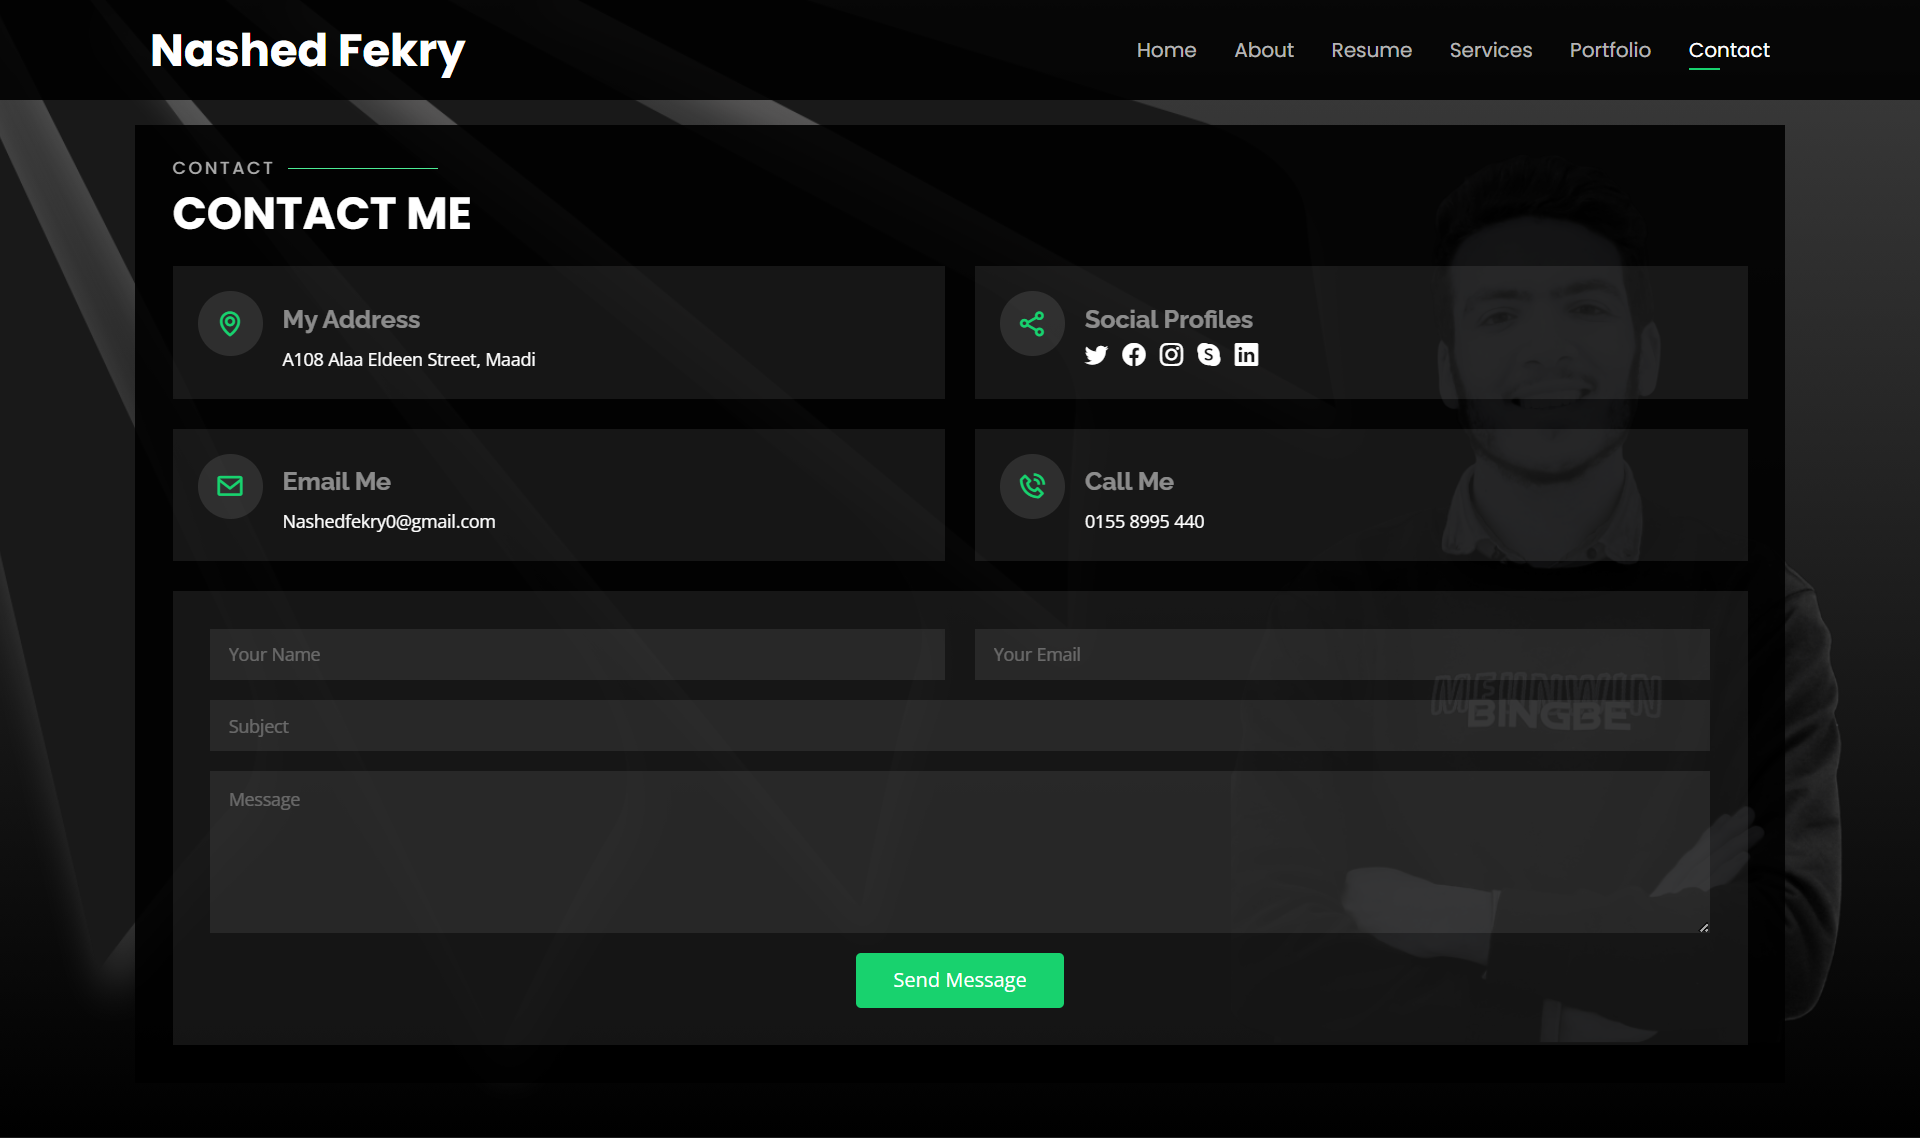 Nashed Fekry
Home About Resume Services Portfolio Contact
CONTACT
CONTACT ME
My Address
A108 Alaa Eldeen Street, Maadi
Social Profiles
Email Me
Nashedfekry0@gmail.com
Call Me
0155 8995 440
Your Name
Your Email
Subject
Message
BINGBE
Send Message